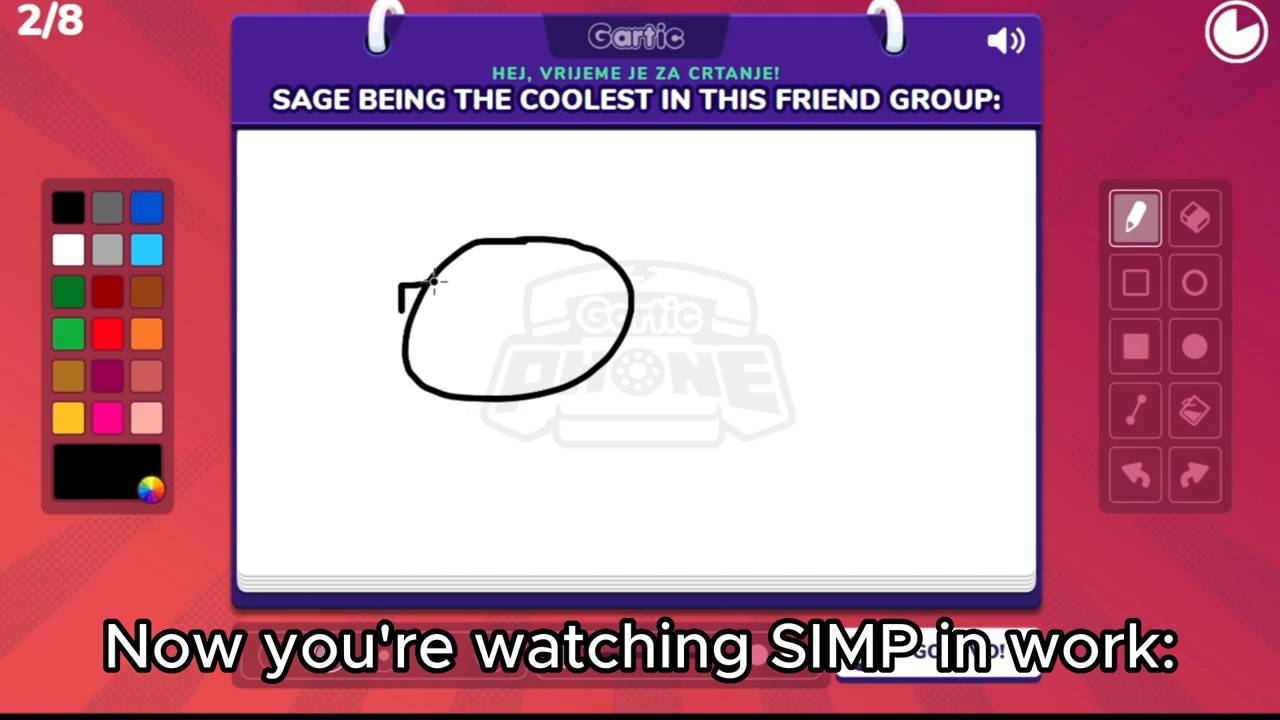 2/8
Gartic
HEJ, VRIJEME JE ZA CRTANJE!
SAGE BEING THE COOLEST IN THIS FRIEND GROUP:
Gartic
PHONE
Now you're watching SIMP in work: